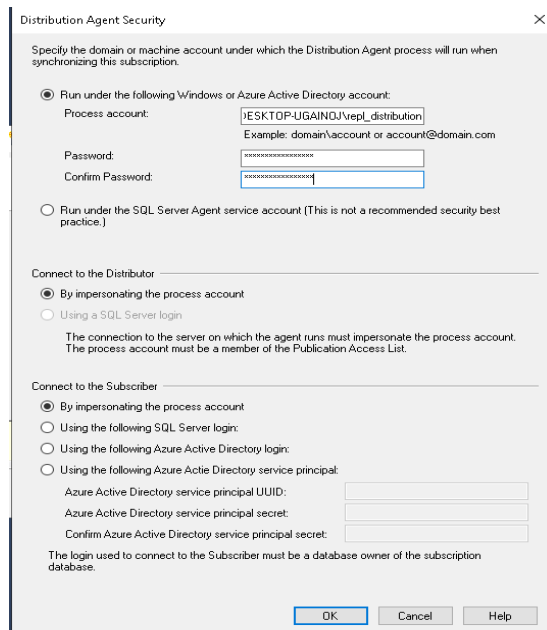 Distribution Agent Security
Specify the domain or machine account under which the Distribution Agent process will run when
synchronizing this subscription.
Run under the following Windows or Azure Active Directory account:
Process account:
)ESKTOP-UGAINOJ\repl_distribution
Example: domain\account or account@domain.com
Password:
*****************
Confirm Password:
*****************
Run under the SQL Server Agent service account (This is not a recommended security best
practice.)
Connect to the Distributor
By impersonating the process account
Using a SQL Server login
The connection to the server on which the agent runs must impersonate the process account.
The process account must be a member of the Publication Access List.
Connect to the Subscriber
By impersonating the process account
Using the following SQL Server login:
Using the following Azure Active Directory login:
Using the following Azure Actie Directory service principal:
Azure Active Directory service principal UUID:
Azure Active Directory service principal secret:
Confirm Azure Active Directory service principal secret:
The login used to connect to the Subscriber must be a database owner of the subscription
database.
OK
Cancel
Help